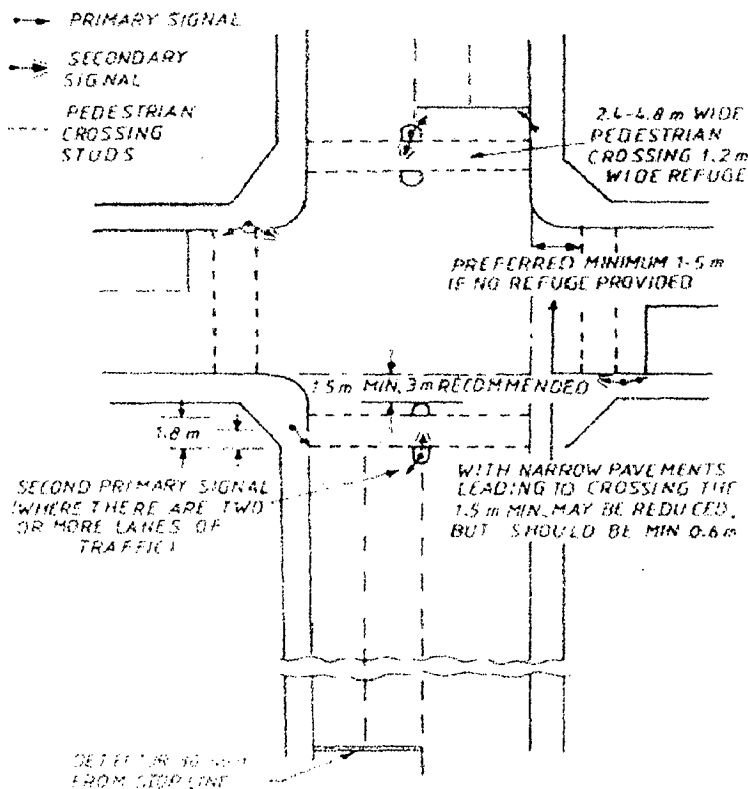 PRIMARY SIGNAL
SECONDARY
SIGNAL
PEDESTRIAN
CROSSING
STUDS
2.4-4.8 m WIDE
PEDESTRIAN
CROSSING 1.2 m
WIDE REFUGE
PREFERRED MINIMUM 1-5 m
IF NO REFUGE PROVIDED
1.5 m MIN, 3 m RECOMMENDED
1.8 m
SECOND PRIMARY SIGNAL
(WHERE THERE ARE TWO
OR MORE LANES OF
TRAFFIC)
WITH NARROW PAVEMENTS
LEADING TO CROSSING THE
1.5 m MIN. MAY BE REDUCED,
BUT SHOULD BE MIN 0.6 m
DETECTOR
FROM STOP LINE